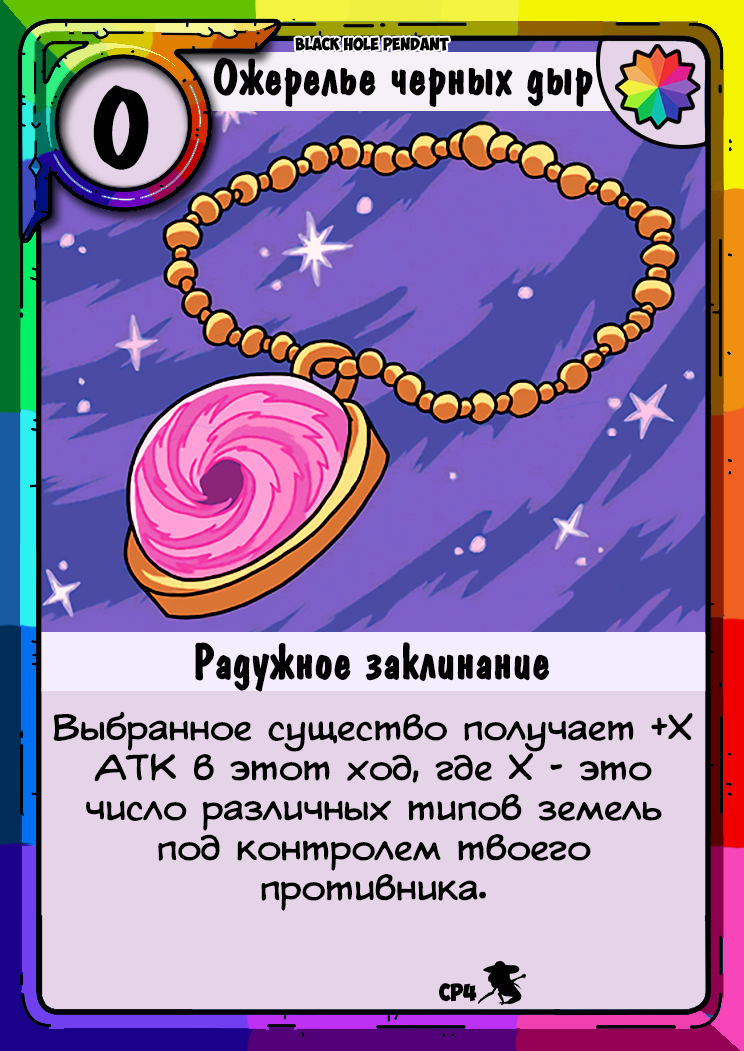 BLACK HOLE PENDANT
0
Ожерелье черных дыр
Радужное заклинание
Выбранное существо получает +X
АТК в этот ход, где X - это
число различных типов земель
под контролем твоего
противника.
CP4